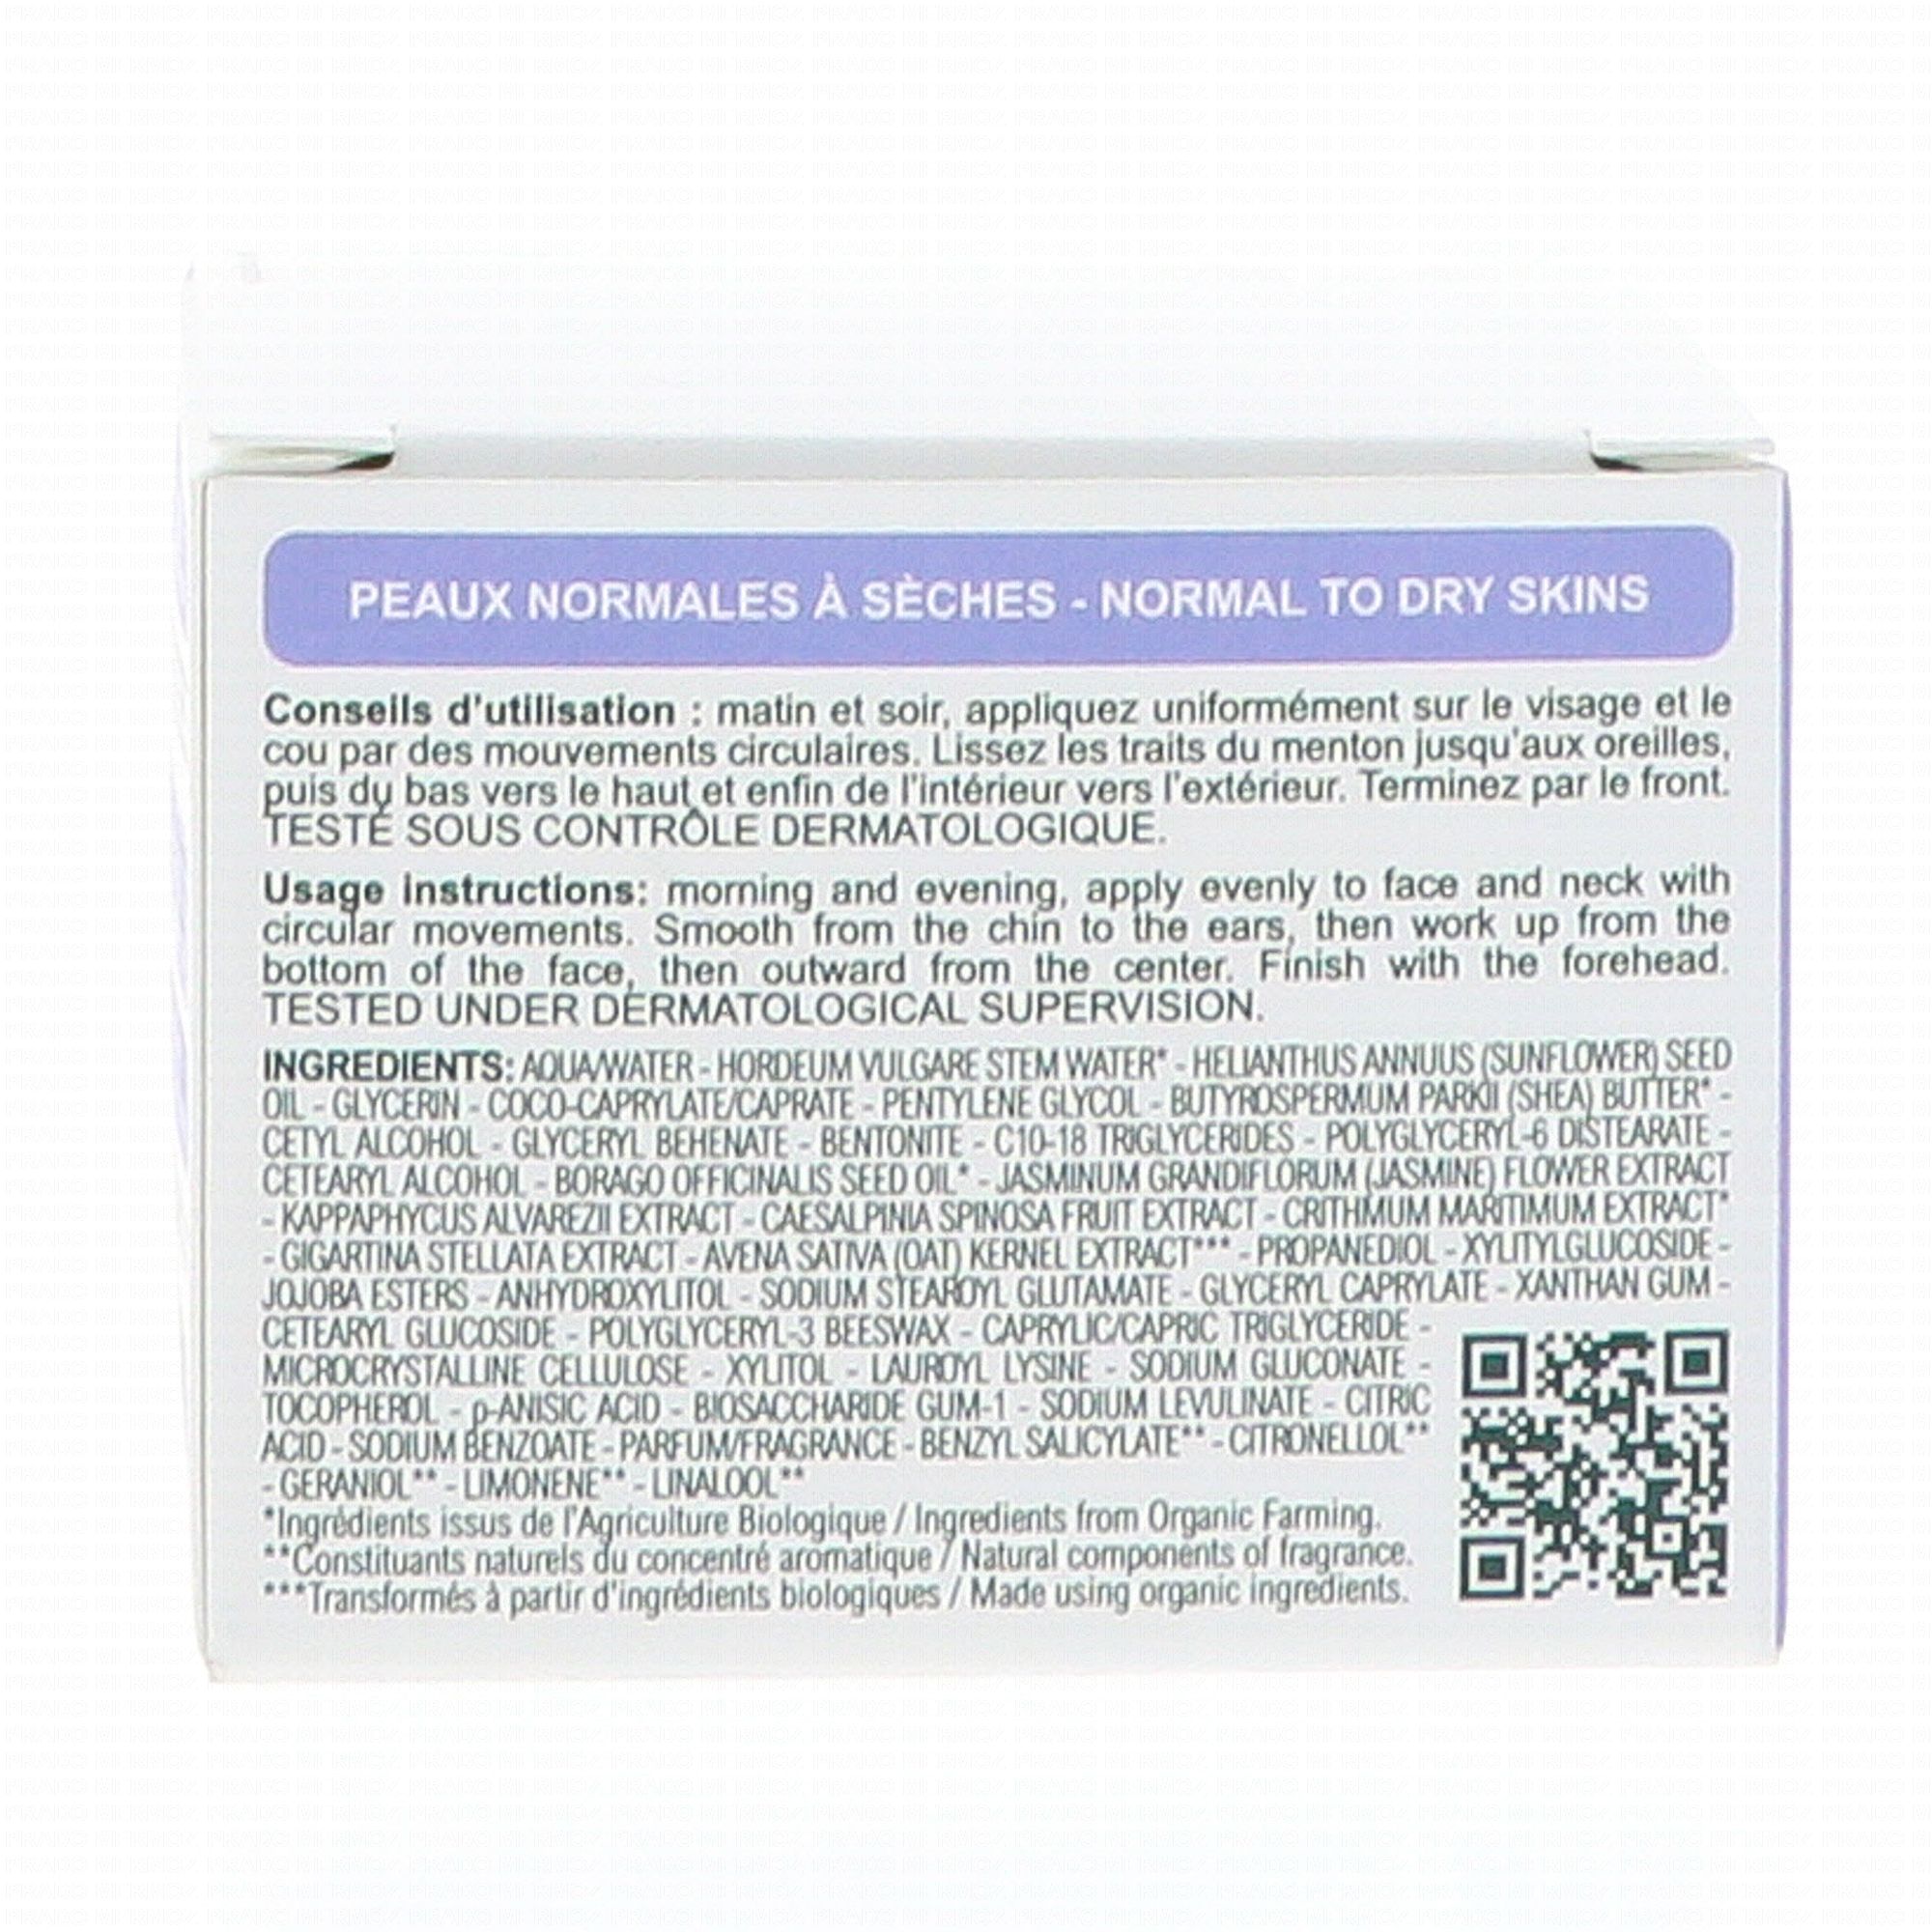 PEAUX NORMALES À SÈCHES - NORMAL TO DRY SKINS
Conseils d'utilisation : matin et soir, appliquez uniformément sur le visage et le
cou par des mouvements circulaires. Lissez les traits du menton jusqu'aux oreilles,
puis du bas vers le haut et enfin de l'intérieur vers l'extérieur. Terminez par le front.
TESTÉ SOUS CONTRÔLE DERMATOLOGIQUE.
Usage instructions: morning and evening, apply evenly to face and neck with
circular movements. Smooth from the chin to the ears, then work up from the
bottom of the face, then outward from the center. Finish with the forehead.
TESTED UNDER DERMATOLOGICAL SUPERVISION.
INGREDIENTS: AQUA/WATER - HORDEUM VULGARE STEM WATER* - HELIANTHUS ANNUUS (SUNFLOWER) SEED
OIL - GLYCERIN - COCO-CAPRYLATE/CAPRATE - PENTYLENE GLYCOL - BUTYROSPERMUM PARKII (SHEA) BUTTER* -
CETYL ALCOHOL - GLYCERYL BEHENATE - BENTONITE - C10-18 TRIGLYCERIDES - POLYGLYCERYL-6 DISTEARATE -
CETEARYL ALCOHOL - BORAGO OFFICINALIS SEED OIL* - JASMINUM GRANDIFLORUM (JASMINE) FLOWER EXTRACT
- KAPPAPHYCUS ALVAREZII EXTRACT - CAESALPINIA SPINOSA FRUIT EXTRACT - CRITHMUM MARITIMUM EXTRACT*
- GIGARTINA STELLATA EXTRACT - AVENA SATIVA (OAT) KERNEL EXTRACT*** - PROPANEDIOL - XYLITYLGLUCOSIDE -
JOJOBA ESTERS - ANHYDROXYLITOL - SODIUM STEAROYL GLUTAMATE - GLYCERYL CAPRYLATE - XANTHAN GUM -
CETEARYL GLUCOSIDE - POLYGLYCERYL-3 BEESWAX - CAPRYLIC/CAPRIC TRIGLYCERIDE -
MICROCRYSTALLINE CELLULOSE - XYLITOL - LAUROYL LYSINE - SODIUM GLUCONATE -
TOCOPHEROL - p-ANISIC ACID - BIOSACCHARIDE GUM-1 - SODIUM LEVULINATE - CITRIC
ACID - SODIUM BENZOATE - PARFUM/FRAGRANCE - BENZYL SALICYLATE** - CITRONELLOL**
- GERANIOL** - LIMONENE** - LINALOOL**
*Ingrédients issus de l'Agriculture Biologique / Ingredients from Organic Farming.
**Constituants naturels du concentré aromatique / Natural components of fragrance.
***Transformés à partir d'ingrédients biologiques / Made using organic ingredients.